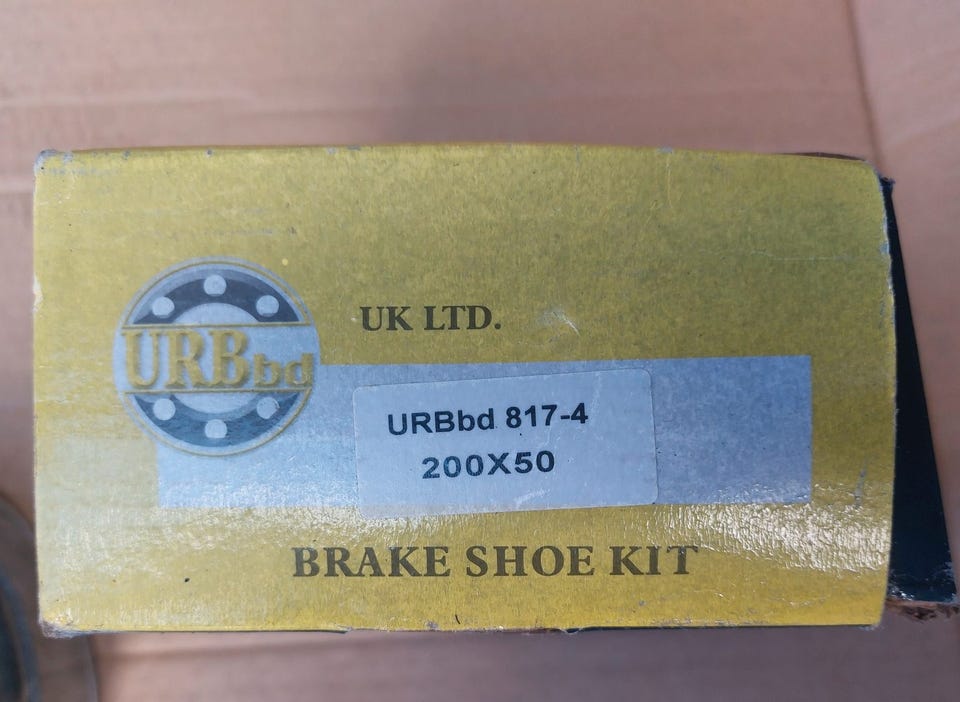 URBbd
UK LTD.
URBbd 817-4
200X50
BRAKE SHOE KIT